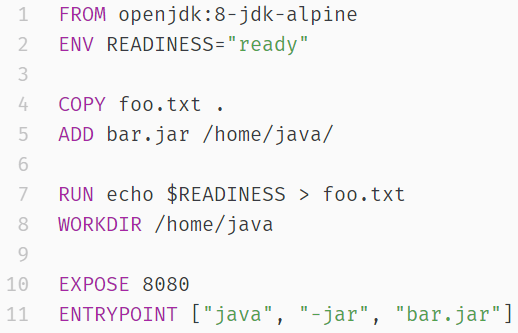 1 FROM openjdk:8-jdk-alpine
2 ENV READINESS="ready"
3
4 COPY foo.txt .
5 ADD bar.jar /home/java/
6
7 RUN echo $READINESS > foo.txt
8 WORKDIR /home/java
9
10 EXPOSE 8080
11 ENTRYPOINT ["java", "-jar", "bar.jar"]